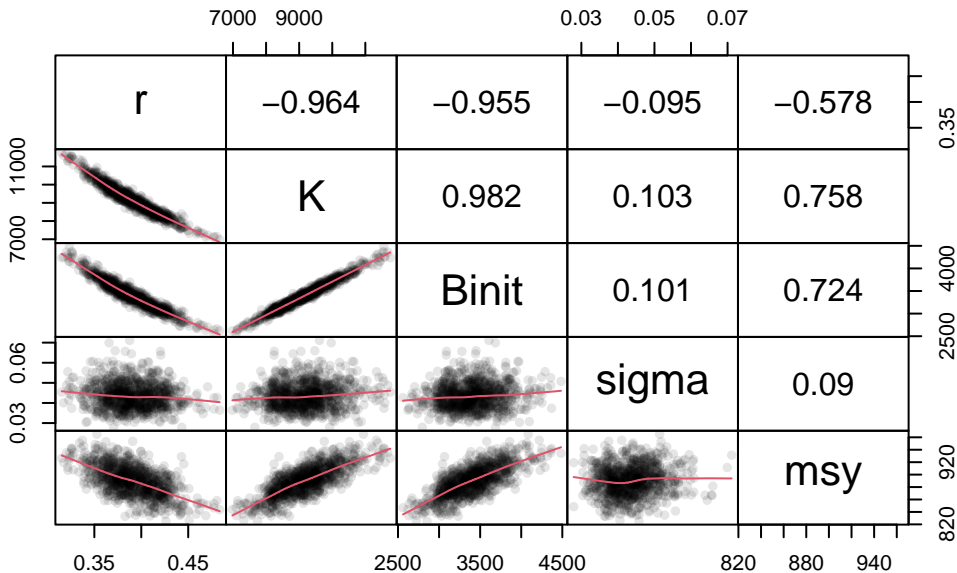 7000 9000 0.03 0.05 0.07
r −0.964 −0.955 −0.095 −0.578 0.35
7000 11000 K 0.982 0.103 0.758
Binit 0.101 0.724 2500 4000
0.03 0.06 sigma 0.09
msy 820 920
0.35 0.45 2500 3500 4500 820 880 940